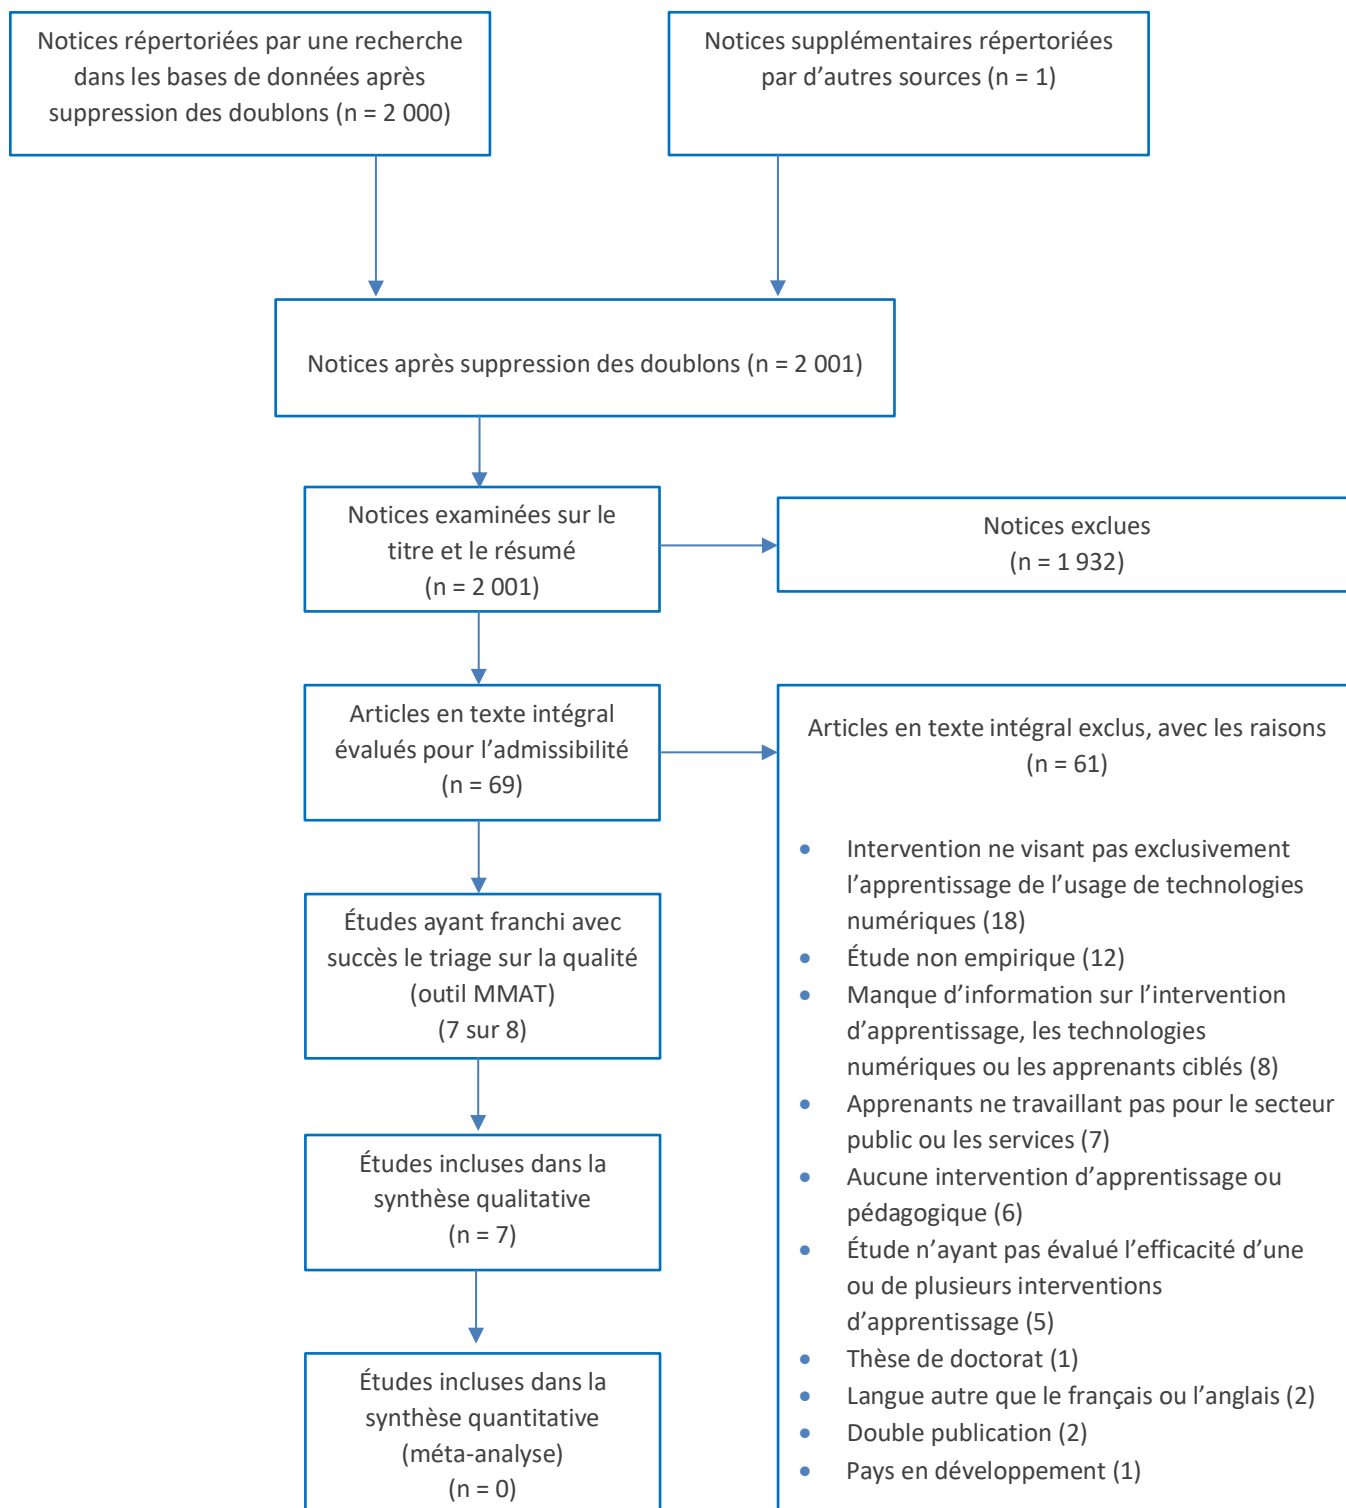 Notices répertoriées par une recherche
dans les bases de données après
suppression des doublons (n = 2 000)
Notices supplémentaires répertoriées
par d’autres sources (n = 1)
Notices après suppression des doublons (n = 2 001)
Notices examinées sur le
titre et le résumé
(n = 2 001)
Notices exclues
(n = 1 932)
Articles en texte intégral
évalués pour l’admissibilité
(n = 69)
Articles en texte intégral exclus, avec les raisons
(n = 61)
• Intervention ne visant pas exclusivement
l’apprentissage de l’usage de technologies
numériques (18)
• Étude non empirique (12)
• Manque d’information sur l’intervention
d’apprentissage, les technologies
numériques ou les apprenants ciblés (8)
• Apprenants ne travaillant pas pour le secteur
public ou les services (7)
• Aucune intervention d’apprentissage ou
pédagogique (6)
• Étude n’ayant pas évalué l’efficacité d’une
ou de plusieurs interventions
d’apprentissage (5)
• Thèse de doctorat (1)
• Langue autre que le français ou l’anglais (2)
• Double publication (2)
• Pays en développement (1)
Études ayant franchi avec
succès le triage sur la qualité
(outil MMAT)
(7 sur 8)
Études incluses dans la
synthèse qualitative
(n = 7)
Études incluses dans la
synthèse quantitative
(méta-analyse)
(n = 0)